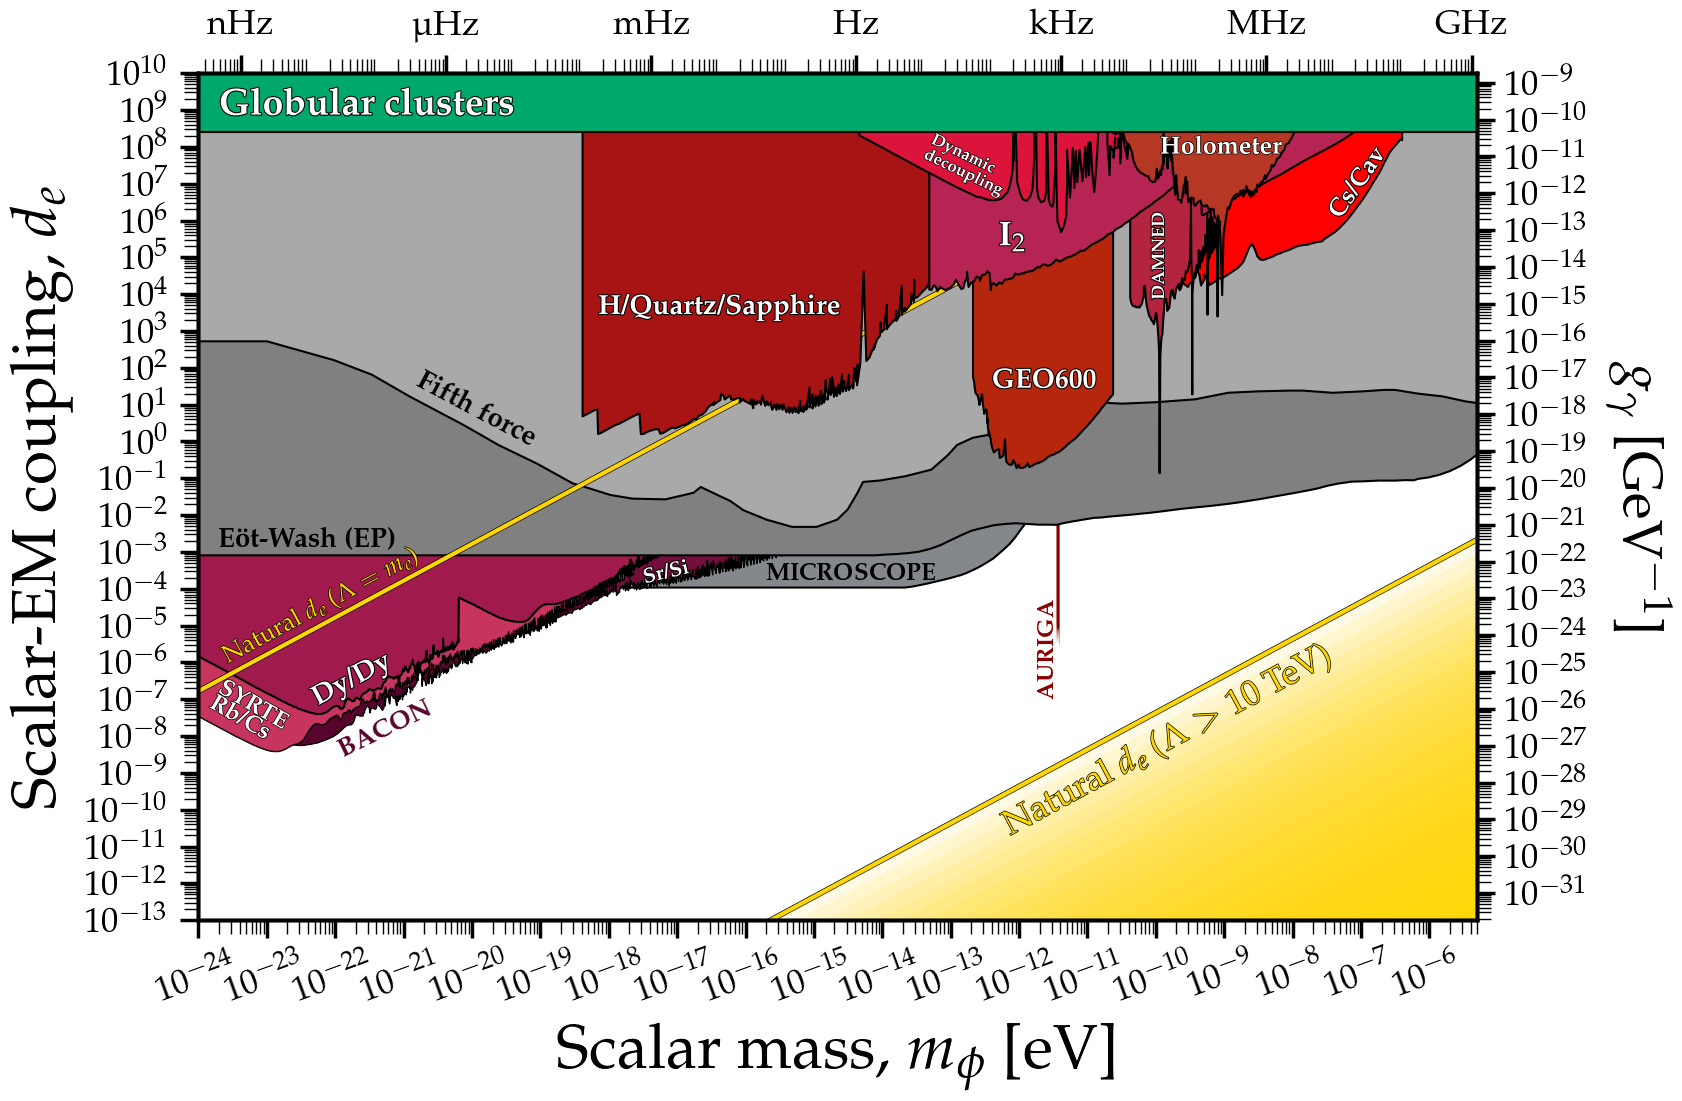 nHz μHz mHz Hz kHz MHz GHz
Scalar-EM coupling, d_e
10^10
10^9
10^8
10^7
10^6
10^5
10^4
10^3
10^2
10^1
10^0
10^−1
10^−2
10^−3
10^−4
10^−5
10^−6
10^−7
10^−8
10^−9
10^−10
10^−11
10^−12
10^−13
Globular clusters
Dynamic
decoupling
Holometer
Cs/Cav
I_2
DAMNED
H/Quartz/Sapphire
GEO600
Fifth force
Eöt-Wash (EP)
Natural d_e (Λ = m_e)
Sr/Si
MICROSCOPE
AURIGA
Dy/Dy
SYRTE
Rb/Cs
BACON
Natural d_e (Λ > 10 TeV)
10^−9
10^−10
10^−11
10^−12
10^−13
10^−14
10^−15
10^−16
10^−17
10^−18
10^−19
10^−20
10^−21
10^−22
10^−23
10^−24
10^−25
10^−26
10^−27
10^−28
10^−29
10^−30
10^−31
g_γ [GeV^−1]
10^−24 10^−23 10^−22 10^−21 10^−20 10^−19 10^−18 10^−17 10^−16 10^−15 10^−14 10^−13 10^−12 10^−11 10^−10 10^−9 10^−8 10^−7 10^−6
Scalar mass, m_ϕ [eV]